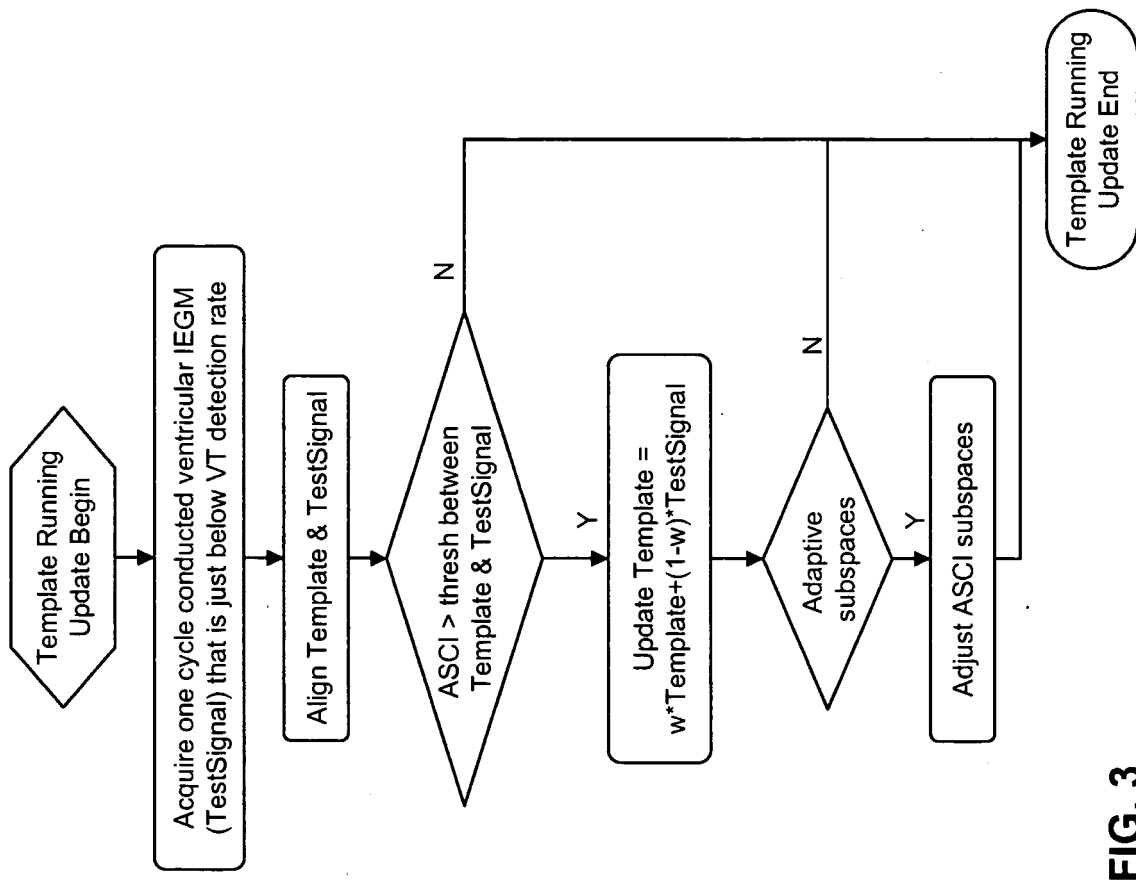 Template Running
Update Begin
Acquire one cycle conducted ventricular IEGM
(TestSignal) that is just below VT detection rate
Align Template & TestSignal
ASCI > thresh between
Template & TestSignal
N
Y
Update Template =
w*Template+(1-w)*TestSignal
Adaptive
subspaces
N
Y
Adjust ASCI subspaces
Template Running
Update End
FIG. 3